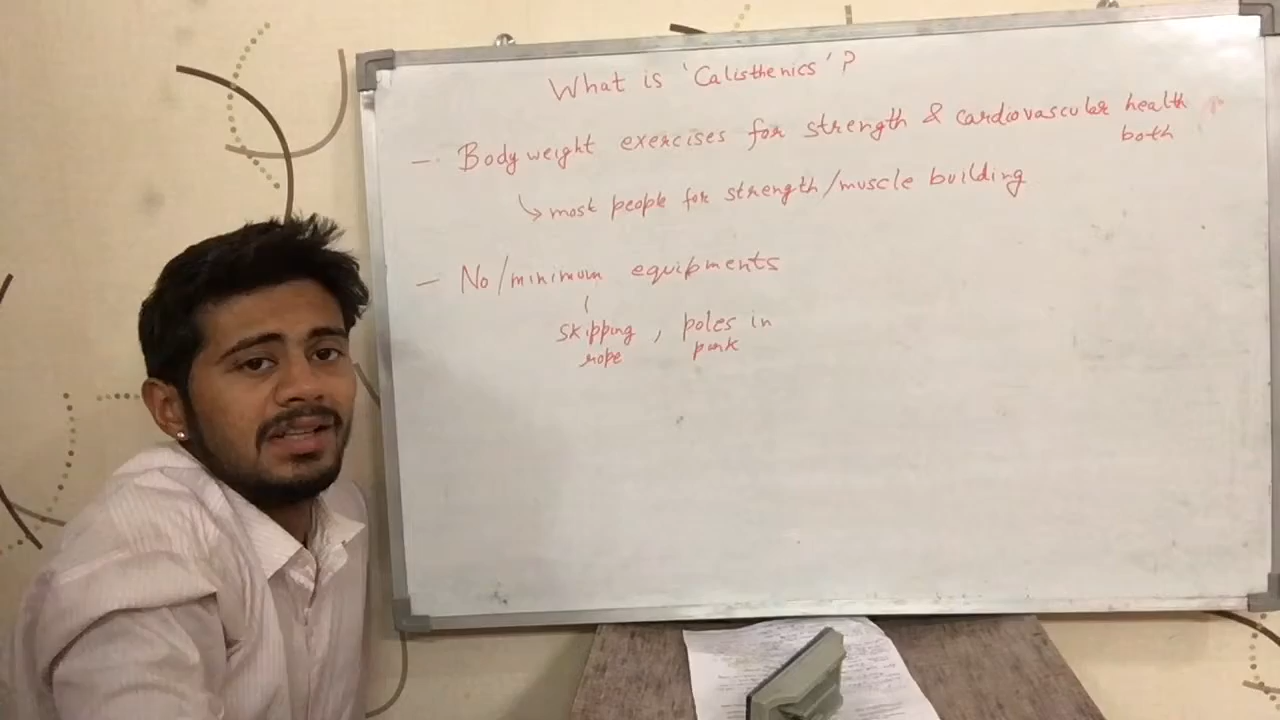 What is 'Calisthenics'?
– Bodyweight exercises for strength & cardiovascular health
both
↳ most people for strength/muscle building
– No/minimum equipments
skipping , poles in
rope park